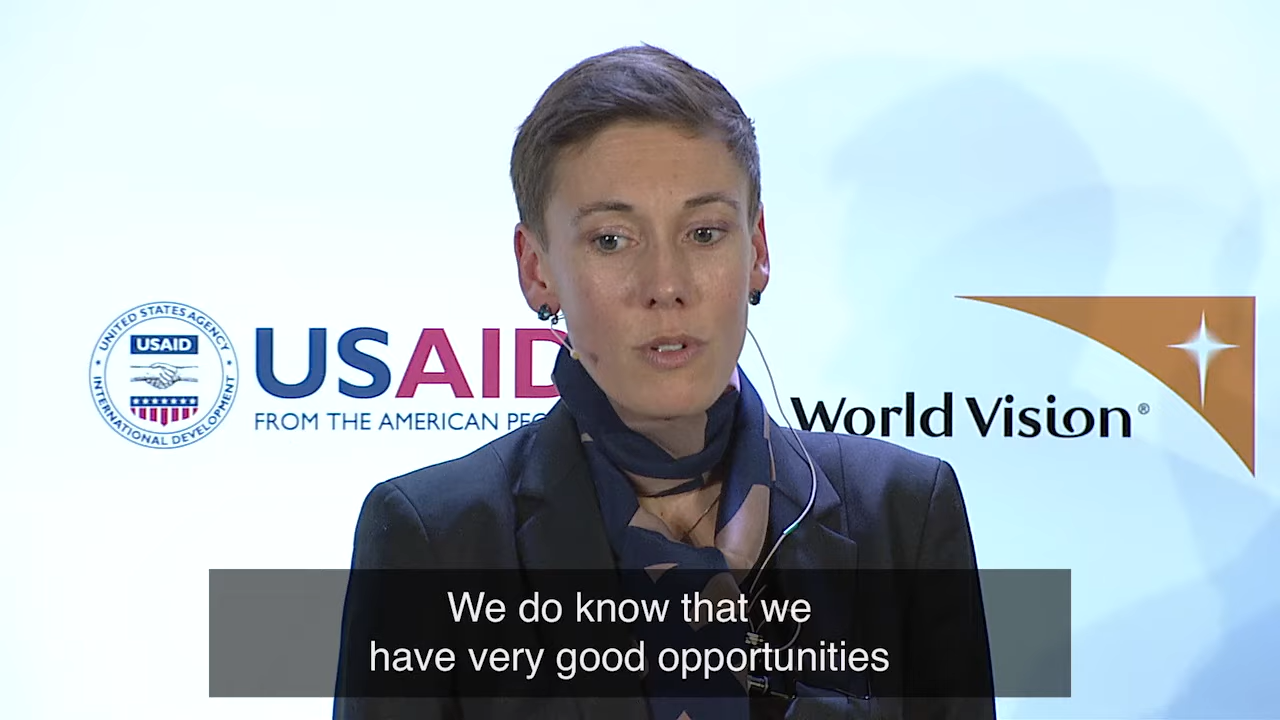 UNITED STATES AGENCY
USAID
INTERNATIONAL DEVELOPMENT
USAID
FROM THE AMERICAN PEO
World Vision®
We do know that we
have very good opportunities